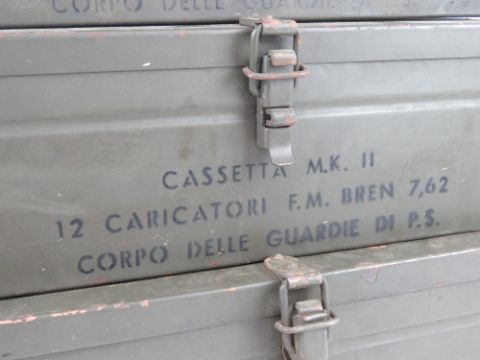 CORPO DELLE GUARDIE DI P.S.
CASSETTA M.K. II
12 CARICATORI F.M. BREN 7,62
CORPO DELLE GUARDIE DI P.S.